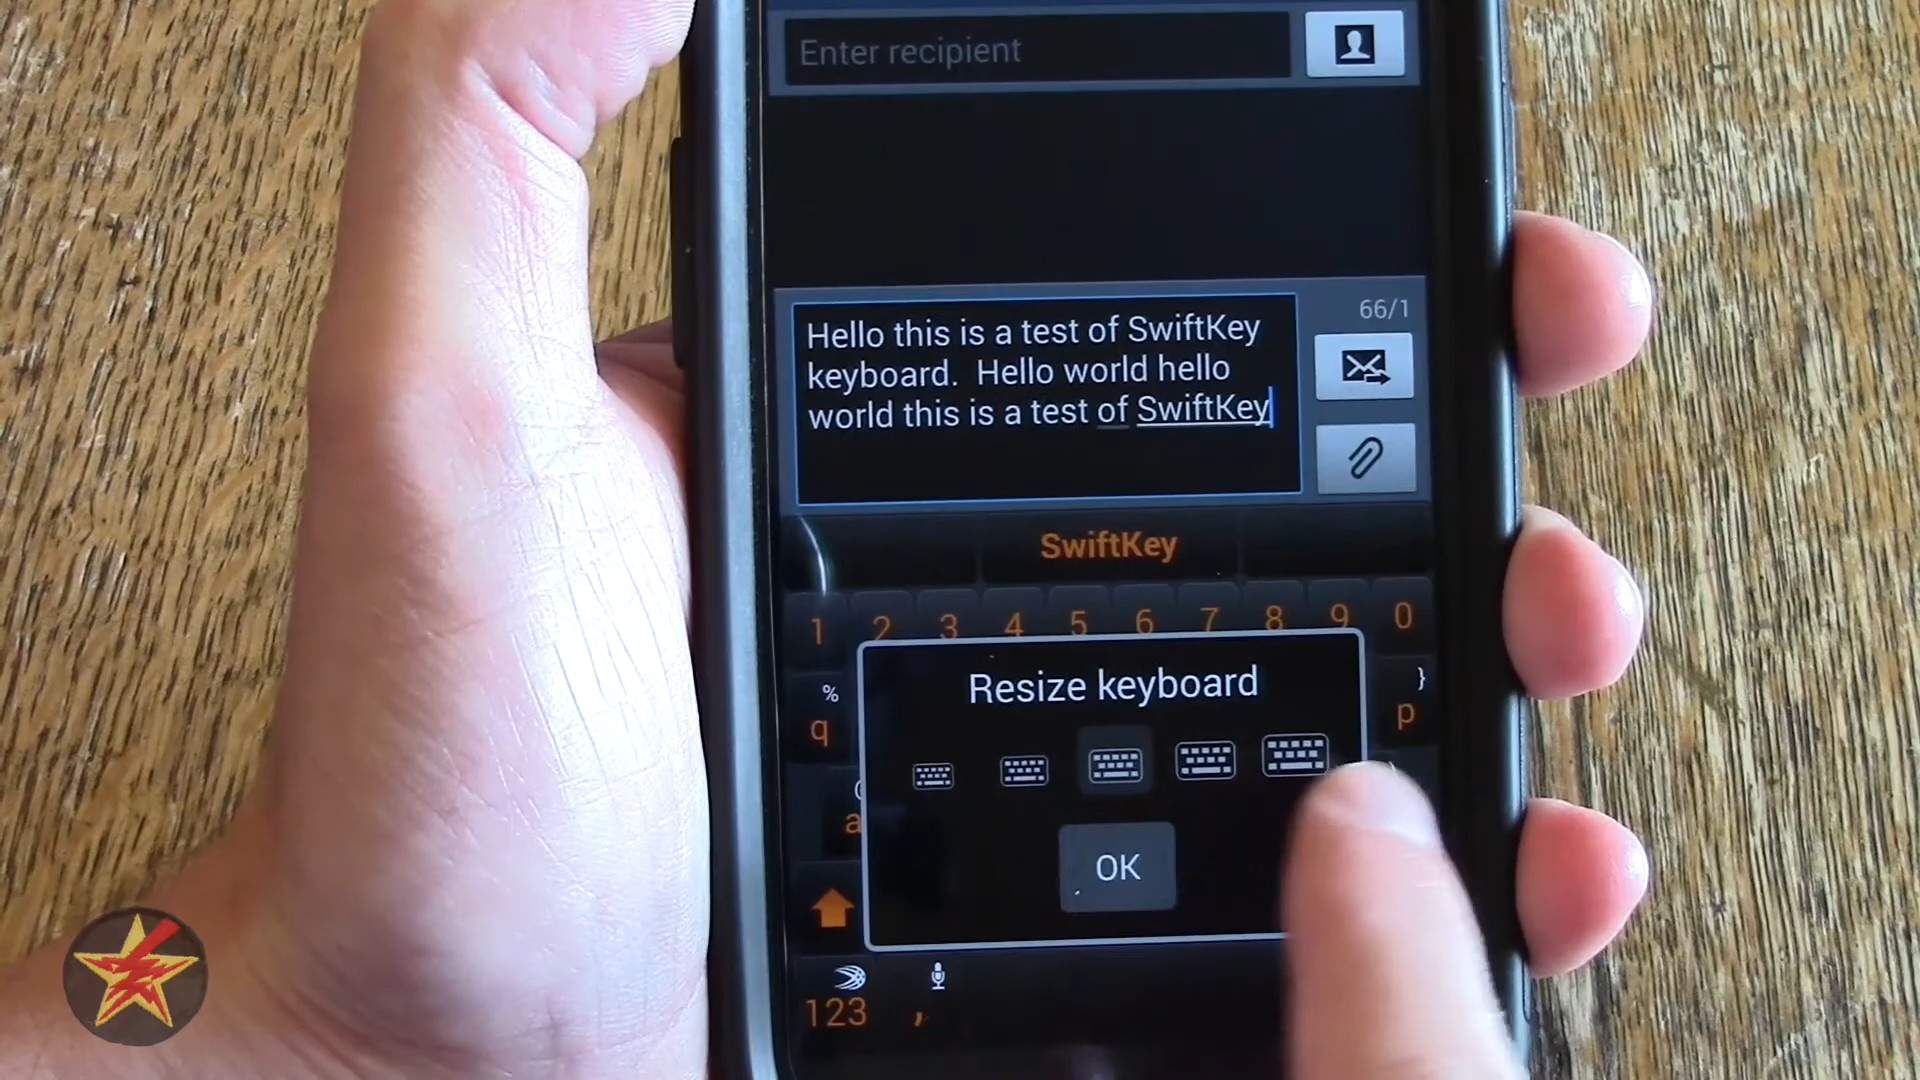 Enter recipient
66/1
Hello this is a test of SwiftKey
keyboard.  Hello world hello
world this is a test of SwiftKey
SwiftKey
1 2 3 4 5 6 7 8 9 0
Resize keyboard
% }
q p
a
OK
123 ,